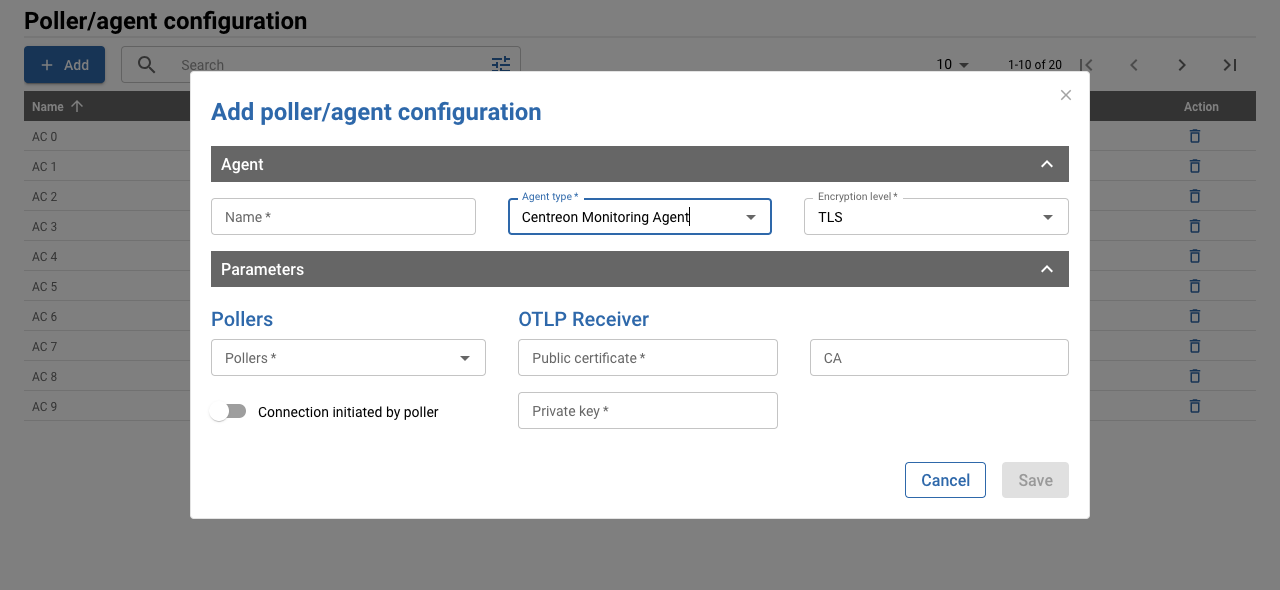 Poller/agent configuration
Add
Search
10
1-10 of 20
Name
Action
AC 0
AC 1
AC 2
AC 3
AC 4
AC 5
AC 6
AC 7
AC 8
AC 9
Add poller/agent configuration
Agent
Name *
Agent type *
Centreon Monitoring Agent
Encryption level *
TLS
Parameters
Pollers
OTLP Receiver
Pollers *
Public certificate *
CA
Connection initiated by poller
Private key *
Cancel
Save